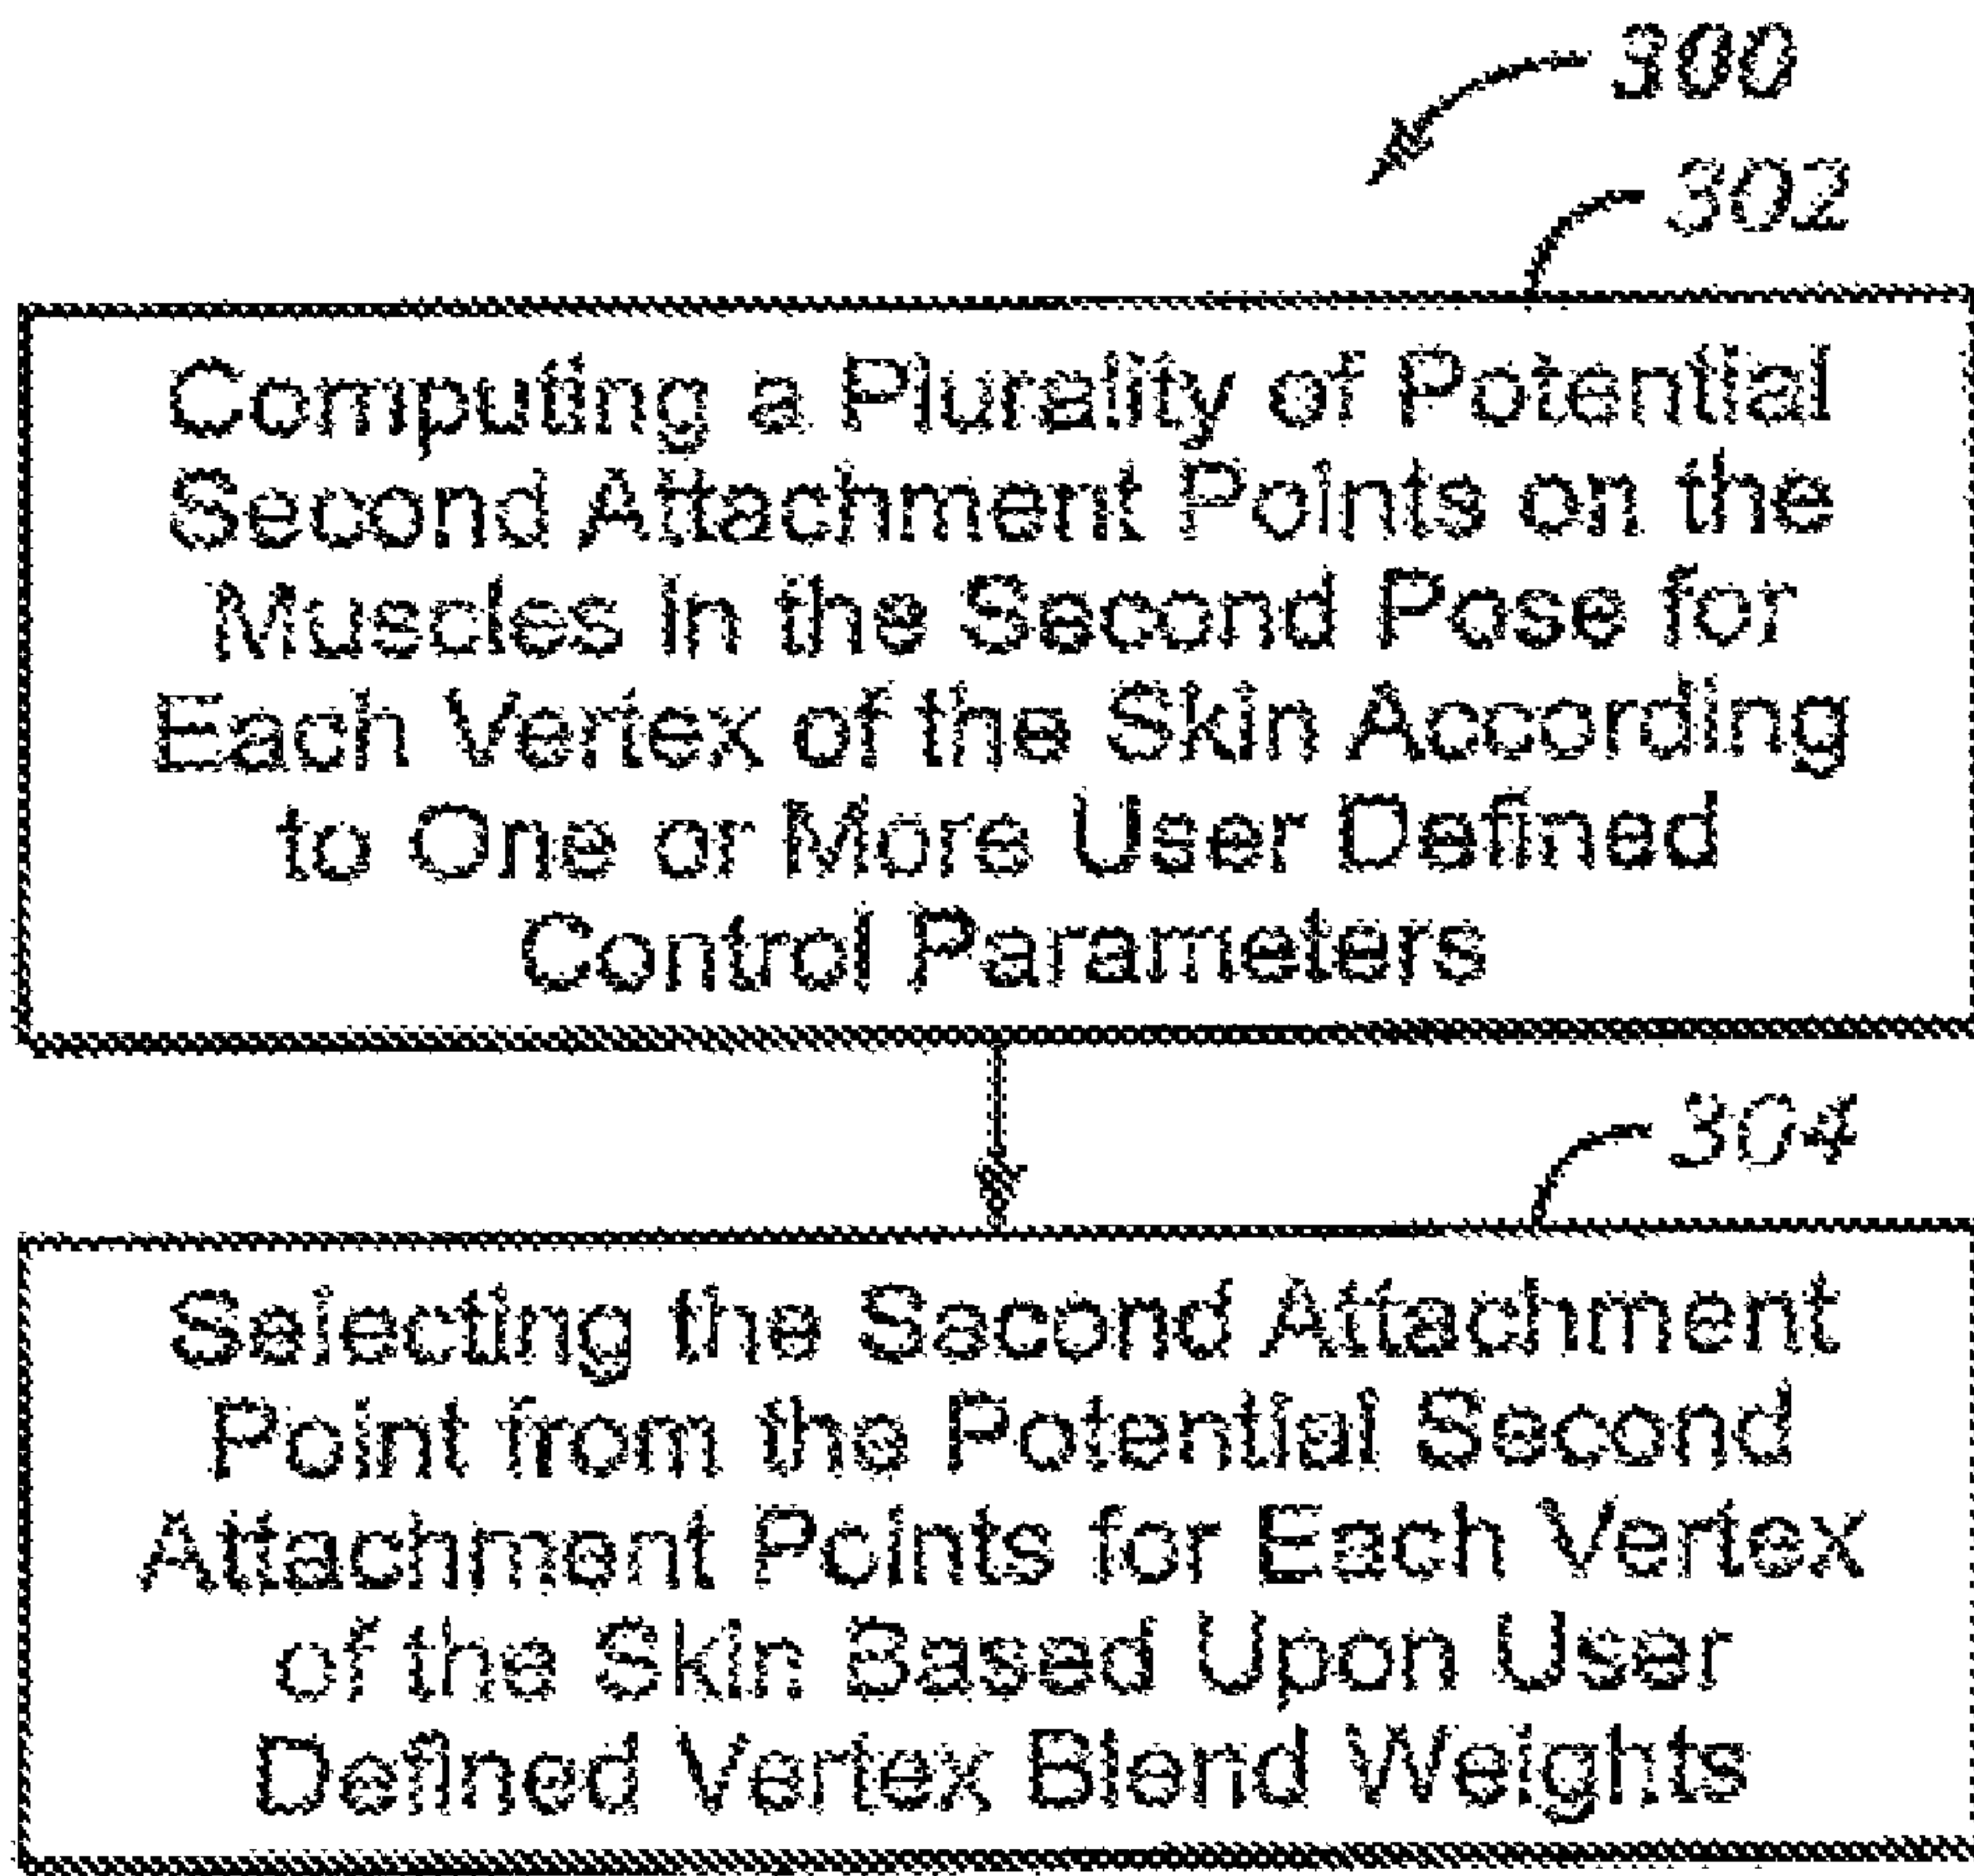 300
302
Computing a Plurality of Potential
Second Attachment Points on the
Muscles in the Second Pose for
Each Vertex of the Skin According
to One or More User Defined
Control Parameters
304
Selecting the Second Attachment
Point from the Potential Second
Attachment Points for Each Vertex
of the Skin Based Upon User
Defined Vertex Blend Weights